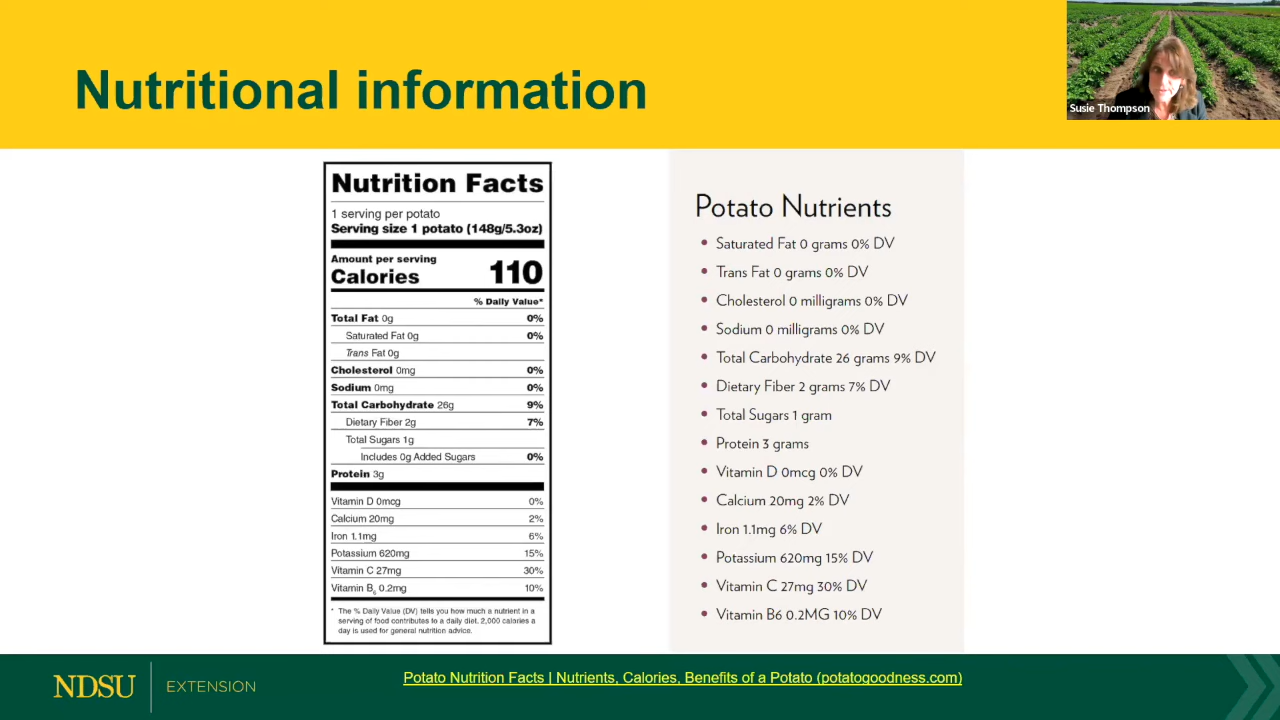 Nutritional information
Susie Thompson
Nutrition Facts
1 serving per potato
Serving size 1 potato (148g/5.3oz)
Amount per serving
Calories 110
% Daily Value*
Total Fat 0g 0%
Saturated Fat 0g 0%
Trans Fat 0g
Cholesterol 0mg 0%
Sodium 0mg 0%
Total Carbohydrate 26g 9%
Dietary Fiber 2g 7%
Total Sugars 1g
Includes 0g Added Sugars 0%
Protein 3g
Vitamin D 0mcg 0%
Calcium 20mg 2%
Iron 1.1mg 6%
Potassium 620mg 15%
Vitamin C 27mg 30%
Vitamin B6 0.2mg 10%
* The % Daily Value (DV) tells you how much a nutrient in a
serving of food contributes to a daily diet. 2,000 calories a
day is used for general nutrition advice.
Potato Nutrients
• Saturated Fat 0 grams 0% DV
• Trans Fat 0 grams 0% DV
• Cholesterol 0 milligrams 0% DV
• Sodium 0 milligrams 0% DV
• Total Carbohydrate 26 grams 9% DV
• Dietary Fiber 2 grams 7% DV
• Total Sugars 1 gram
• Protein 3 grams
• Vitamin D 0mcg 0% DV
• Calcium 20mg 2% DV
• Iron 1.1mg 6% DV
• Potassium 620mg 15% DV
• Vitamin C 27mg 30% DV
• Vitamin B6 0.2MG 10% DV
NDSU EXTENSION
Potato Nutrition Facts | Nutrients, Calories, Benefits of a Potato (potatogoodness.com)